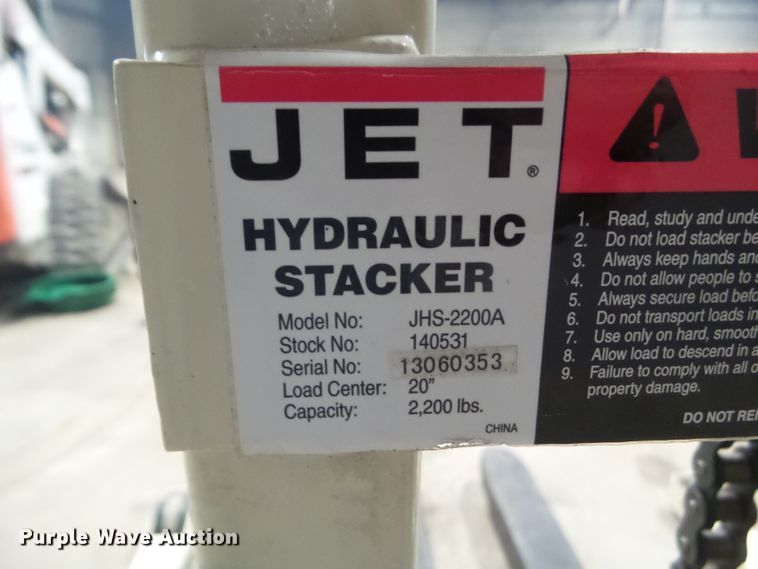 JET®
HYDRAULIC
STACKER
Model No: JHS-2200A
Stock No: 140531
Serial No: 13060353
Load Center: 20"
Capacity: 2,200 lbs.
CHINA
1. Read, study and unde
2. Do not load stacker be
3. Always keep hands and
4. Do not allow people to s
5. Always secure load befo
6. Do not transport loads in
7. Use only on hard, smooth
8. Allow load to descend in a
9. Failure to comply with all o
property damage.
DO NOT REM
Purple Wave Auction